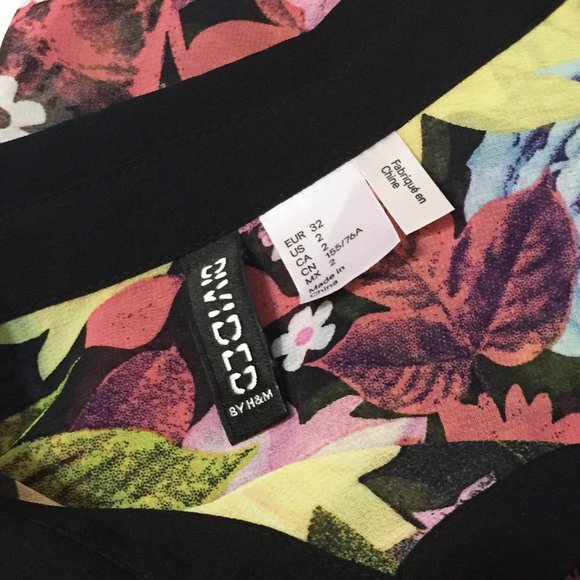 DIVIDED
BY H&M
EUR 32
US 2
CA 2
CN 155/76A
MX 2
Made in
China
Fabriqué en
Chine